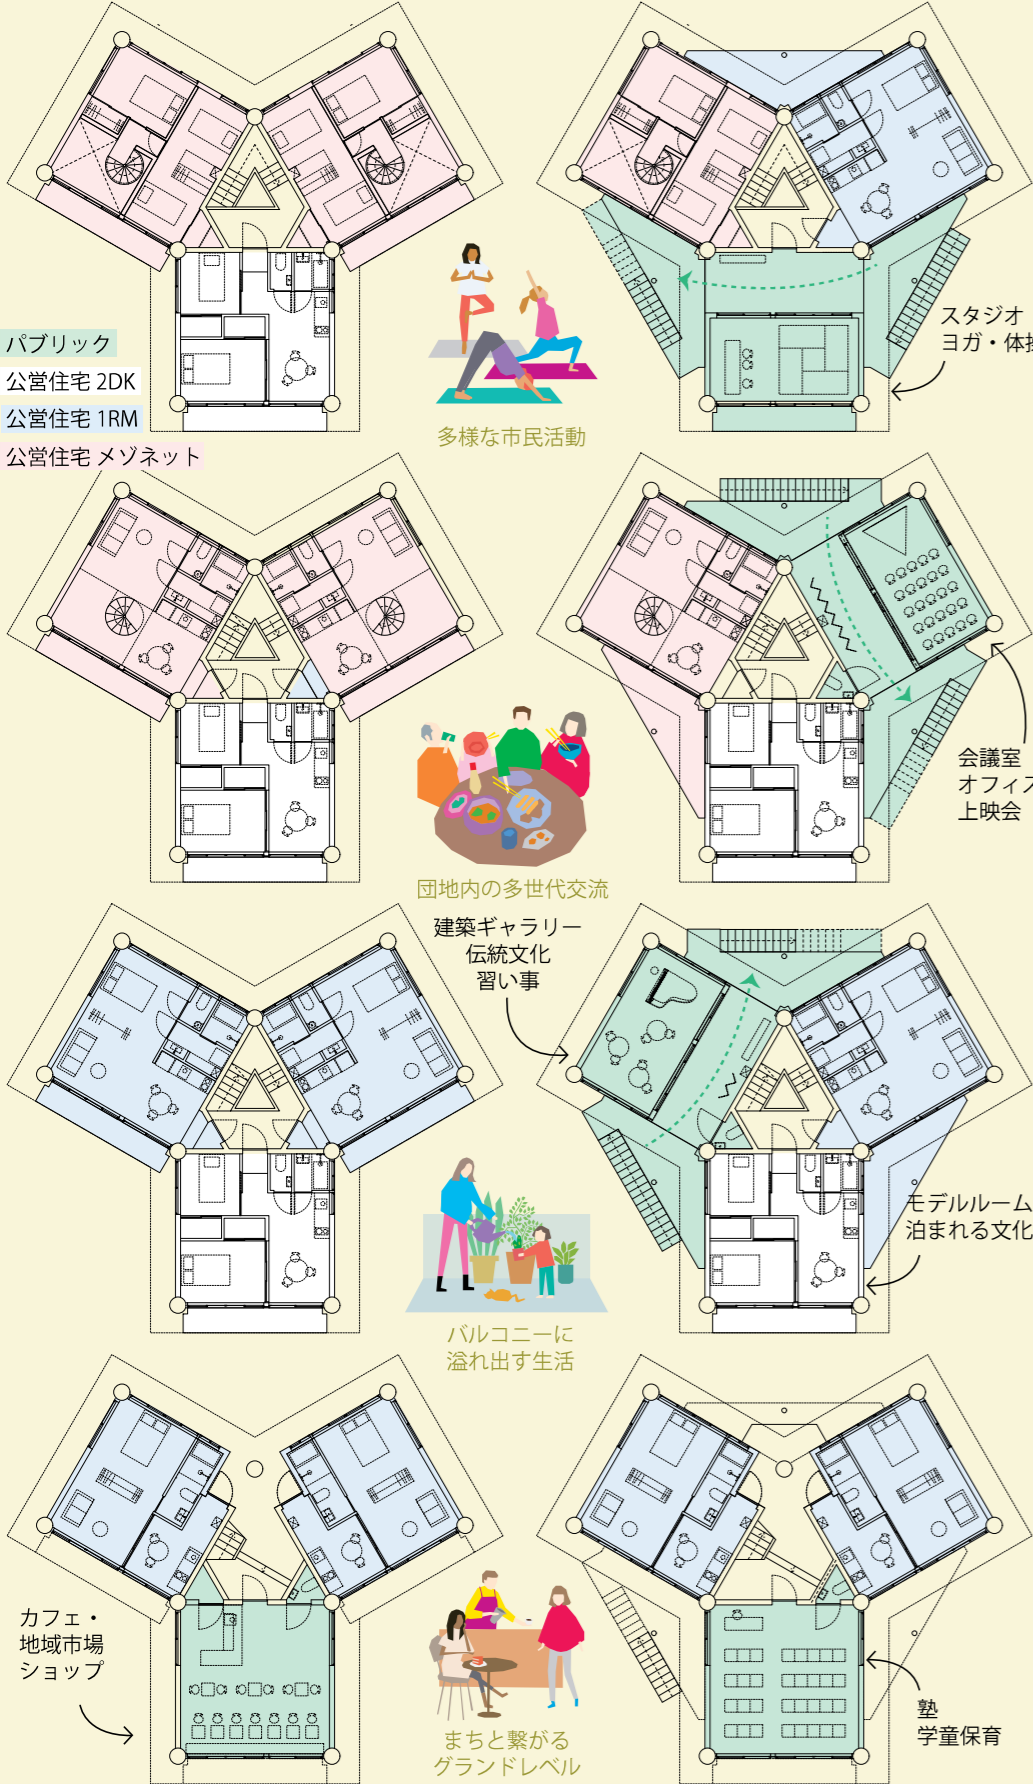 パブリック
公営住宅 2DK
公営住宅 1RM
公営住宅 メゾネット
多様な市民活動
スタジオ
ヨガ・体操
団地内の多世代交流
会議室
オフィス
上映会
建築ギャラリー
伝統文化
習い事
バルコニーに
溢れ出す生活
モデルルーム
泊まれる文化
カフェ・
地域市場
ショップ
まちと繋がる
グランドレベル
塾
学童保育